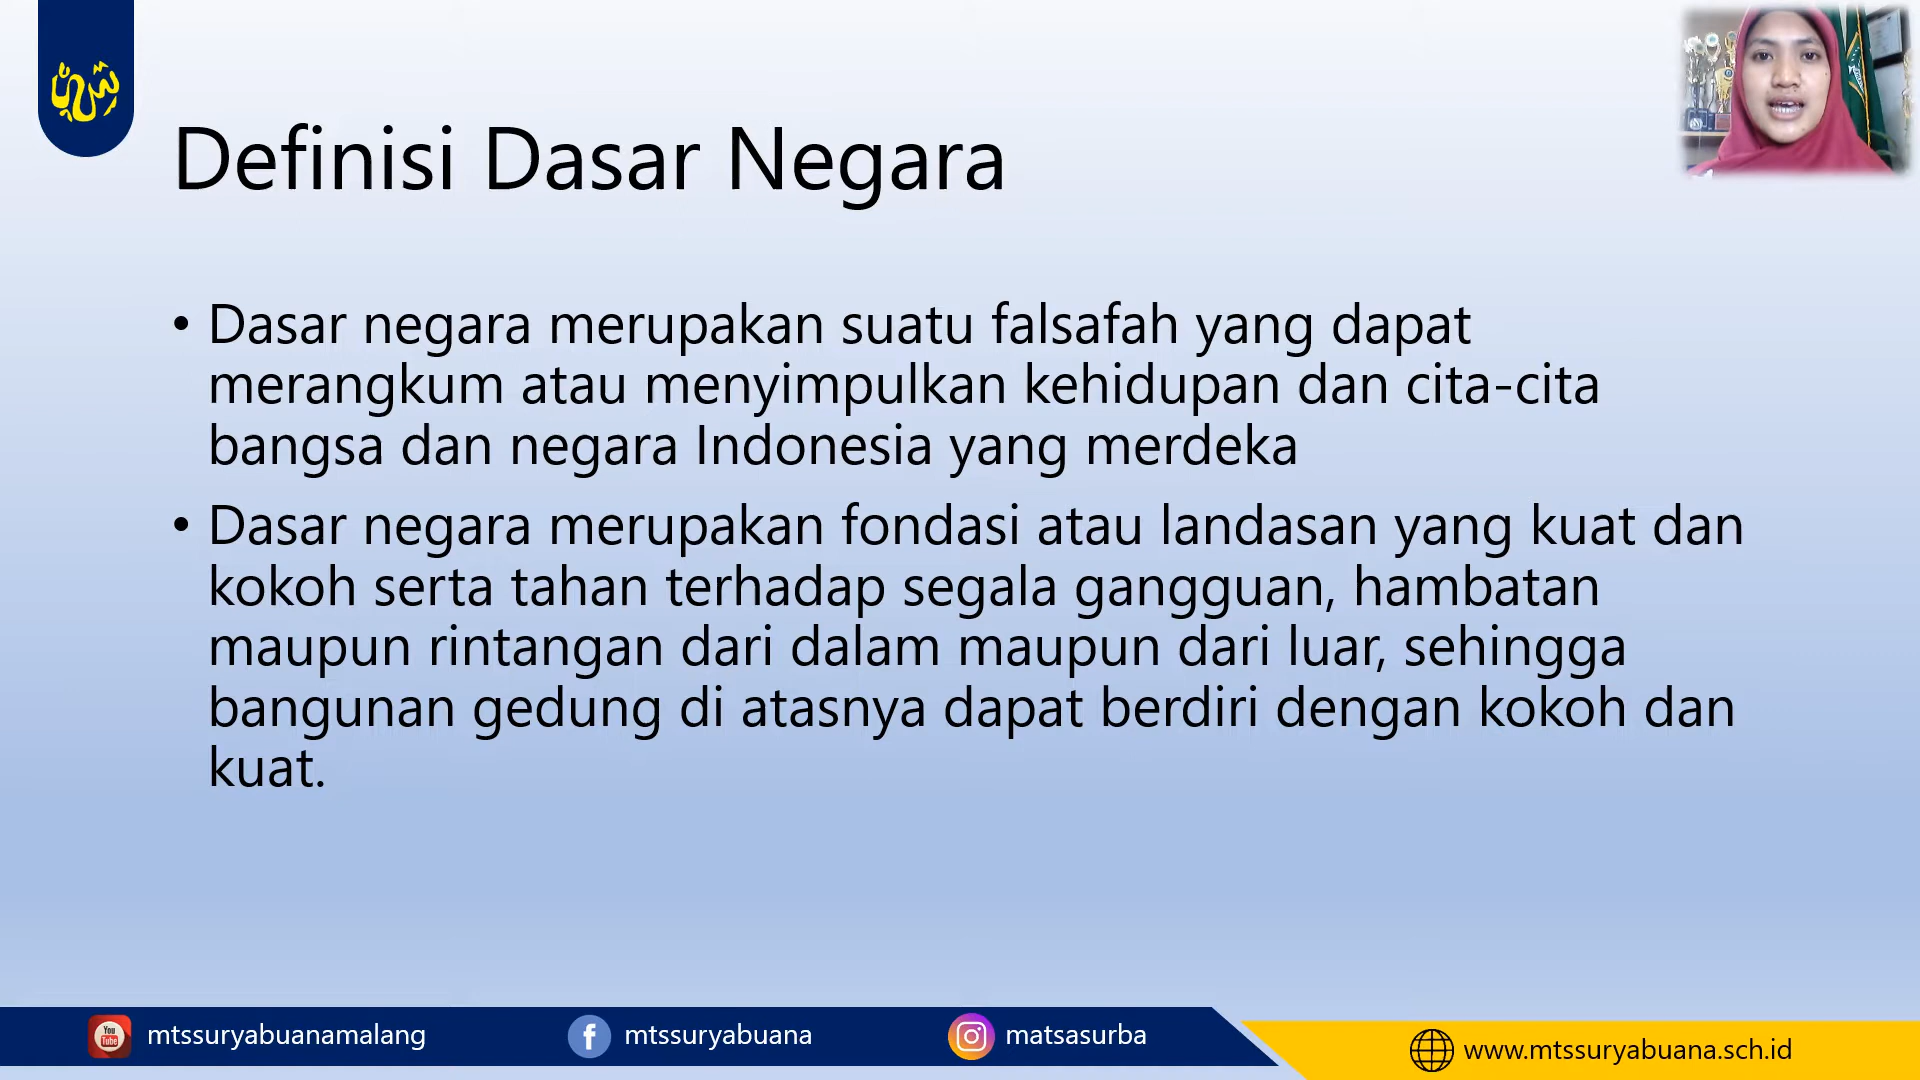 Definisi Dasar Negara
• Dasar negara merupakan suatu falsafah yang dapat
merangkum atau menyimpulkan kehidupan dan cita-cita
bangsa dan negara Indonesia yang merdeka
• Dasar negara merupakan fondasi atau landasan yang kuat dan
kokoh serta tahan terhadap segala gangguan, hambatan
maupun rintangan dari dalam maupun dari luar, sehingga
bangunan gedung di atasnya dapat berdiri dengan kokoh dan
kuat.
You Tube mtssuryabuanamalang
mtssuryabuana
matsasurba
www.mtssuryabuana.sch.id